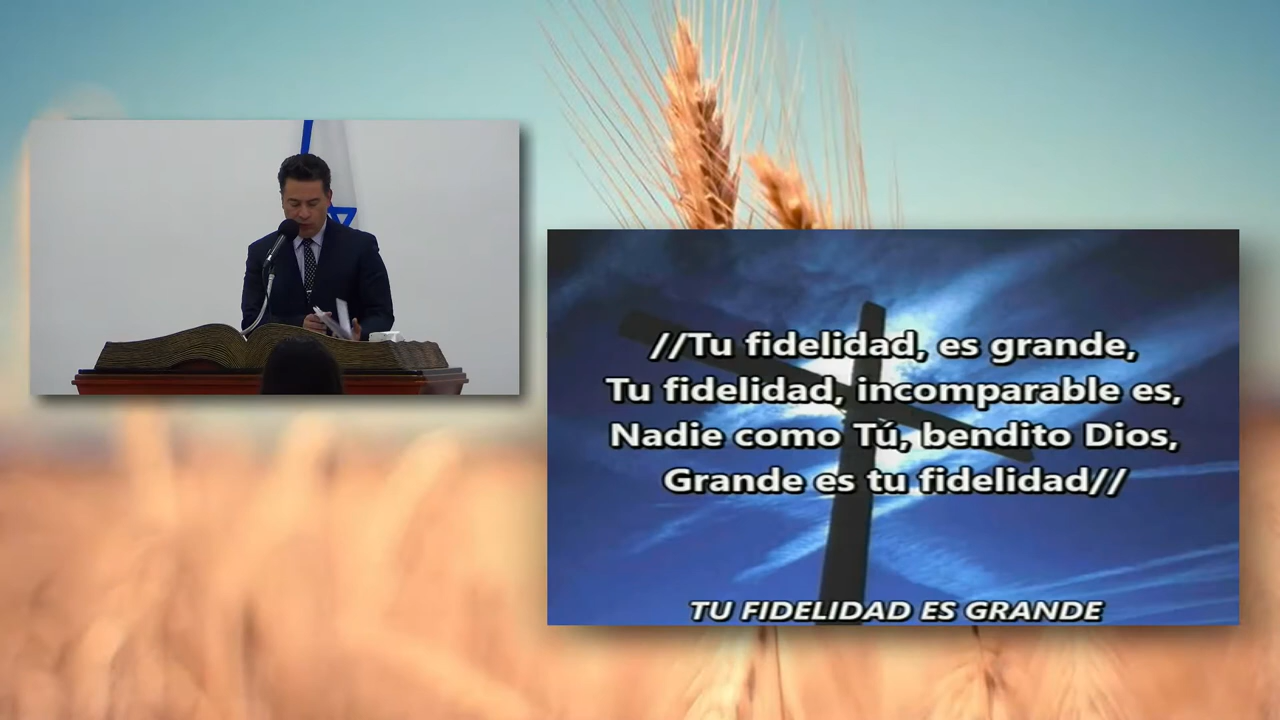 //Tu fidelidad, es grande,
Tu fidelidad, incomparable es,
Nadie como Tú, bendito Dios,
Grande es tu fidelidad//
TU FIDELIDAD ES GRANDE